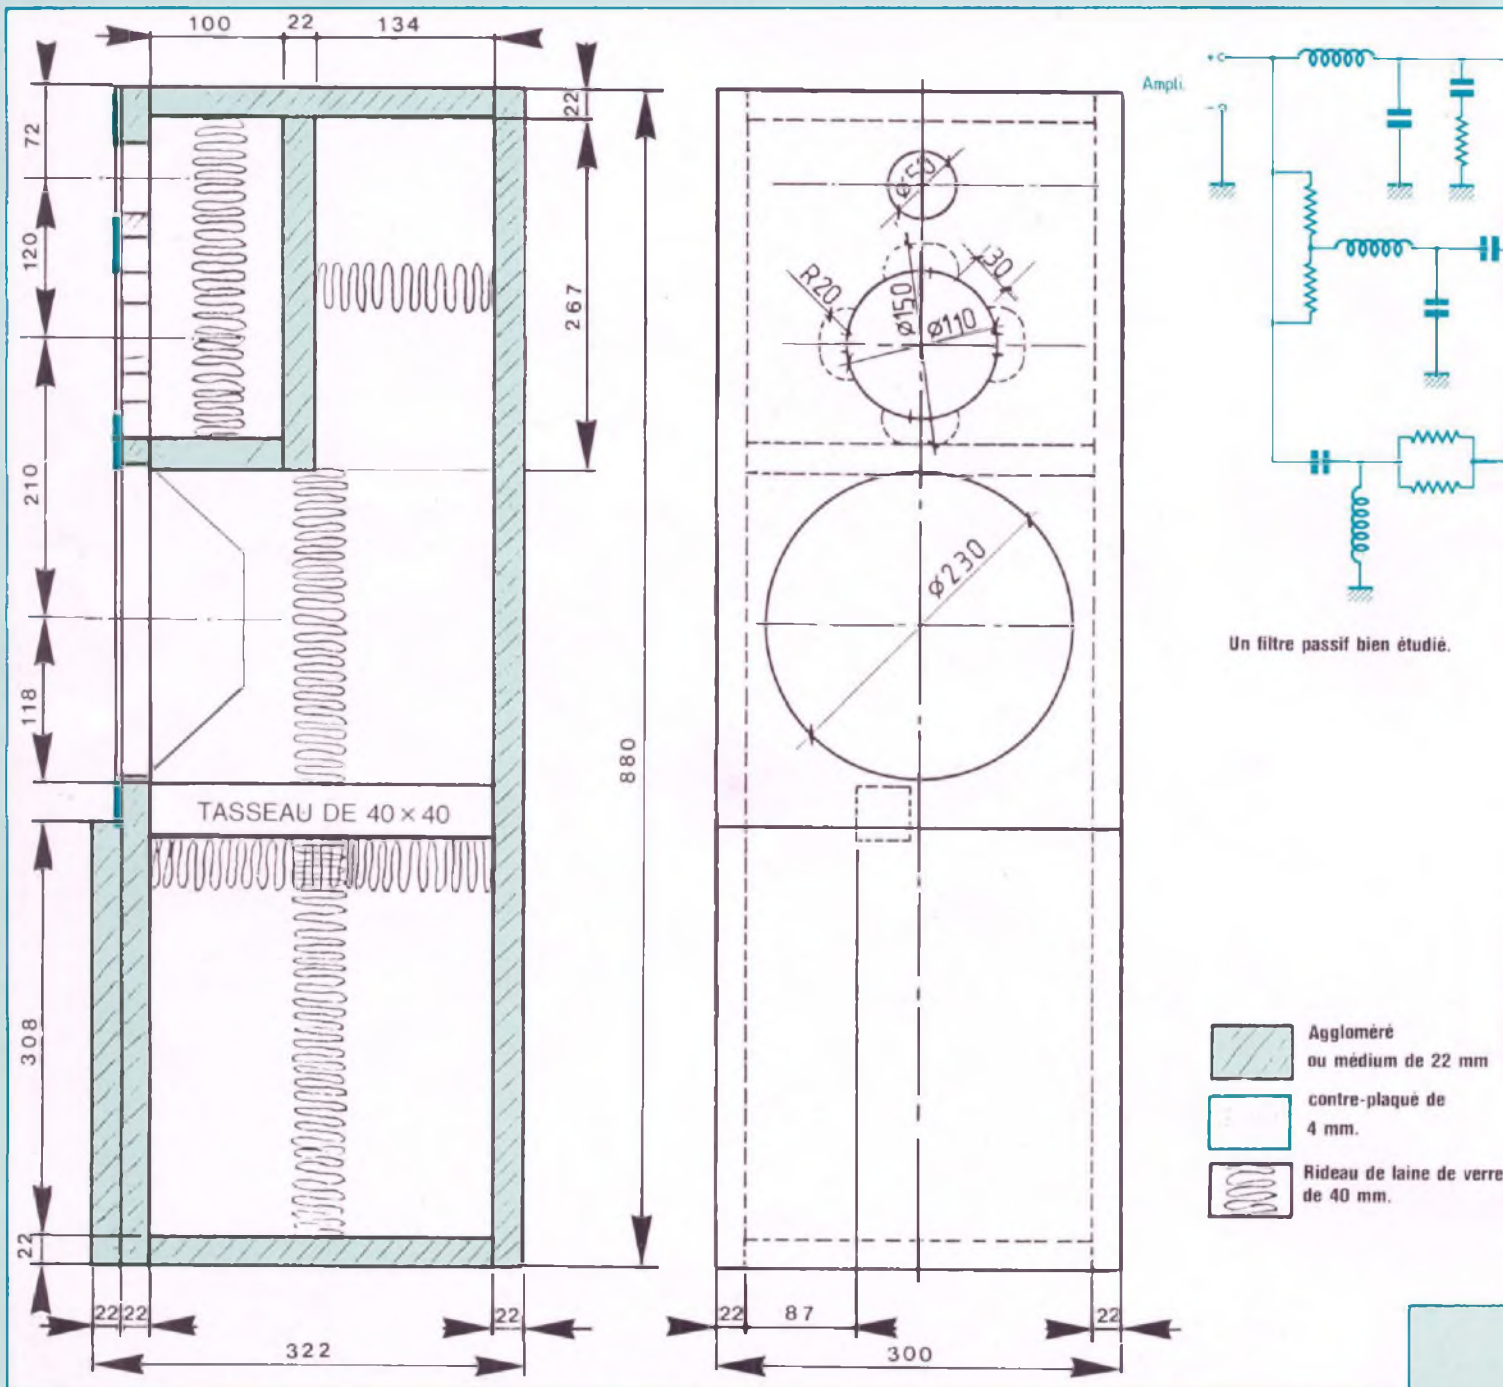 100 22 134
22
72
120
210
118
308
22
267
880
TASSEAU DE 40 × 40
22 22
22
322
ø50
R20
30
ø150
ø110
ø230
22 87 22
300
Ampli.
+
-
Un filtre passif bien étudié.
Aggloméré
ou médium de 22 mm
contre-plaqué de
4 mm.
Rideau de laine de verre
de 40 mm.